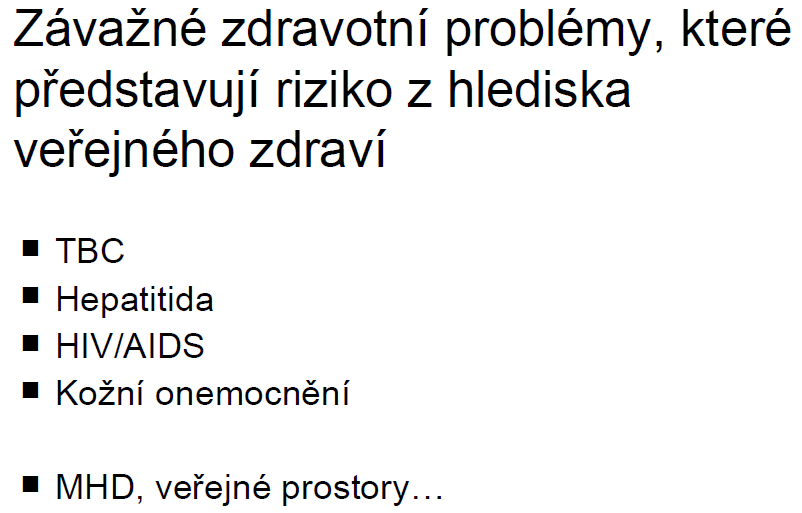 Závažné zdravotní problémy, které
představují riziko z hlediska
veřejného zdraví
■ TBC
■ Hepatitida
■ HIV/AIDS
■ Kožní onemocnění
■ MHD, veřejné prostory…